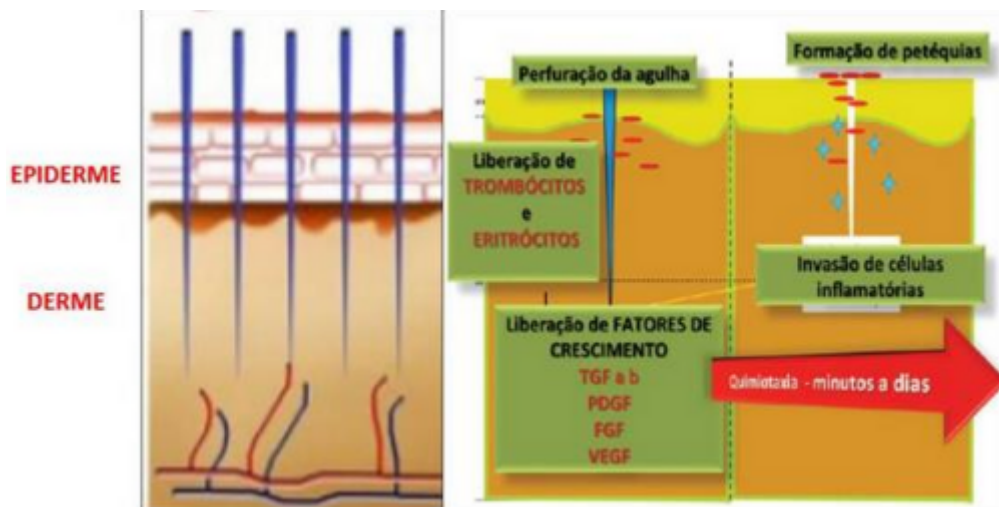 EPIDERME
DERME
Perfuração da agulha
Liberação de
TROMBÓCITOS
e
ERITRÓCITOS
Liberação de FATORES DE
CRESCIMENTO
TGF a b
PDGF
FGF
VEGF
Formação de petéquias
Invasão de células
inflamatórias
Quimiotaxia - minutos a dias